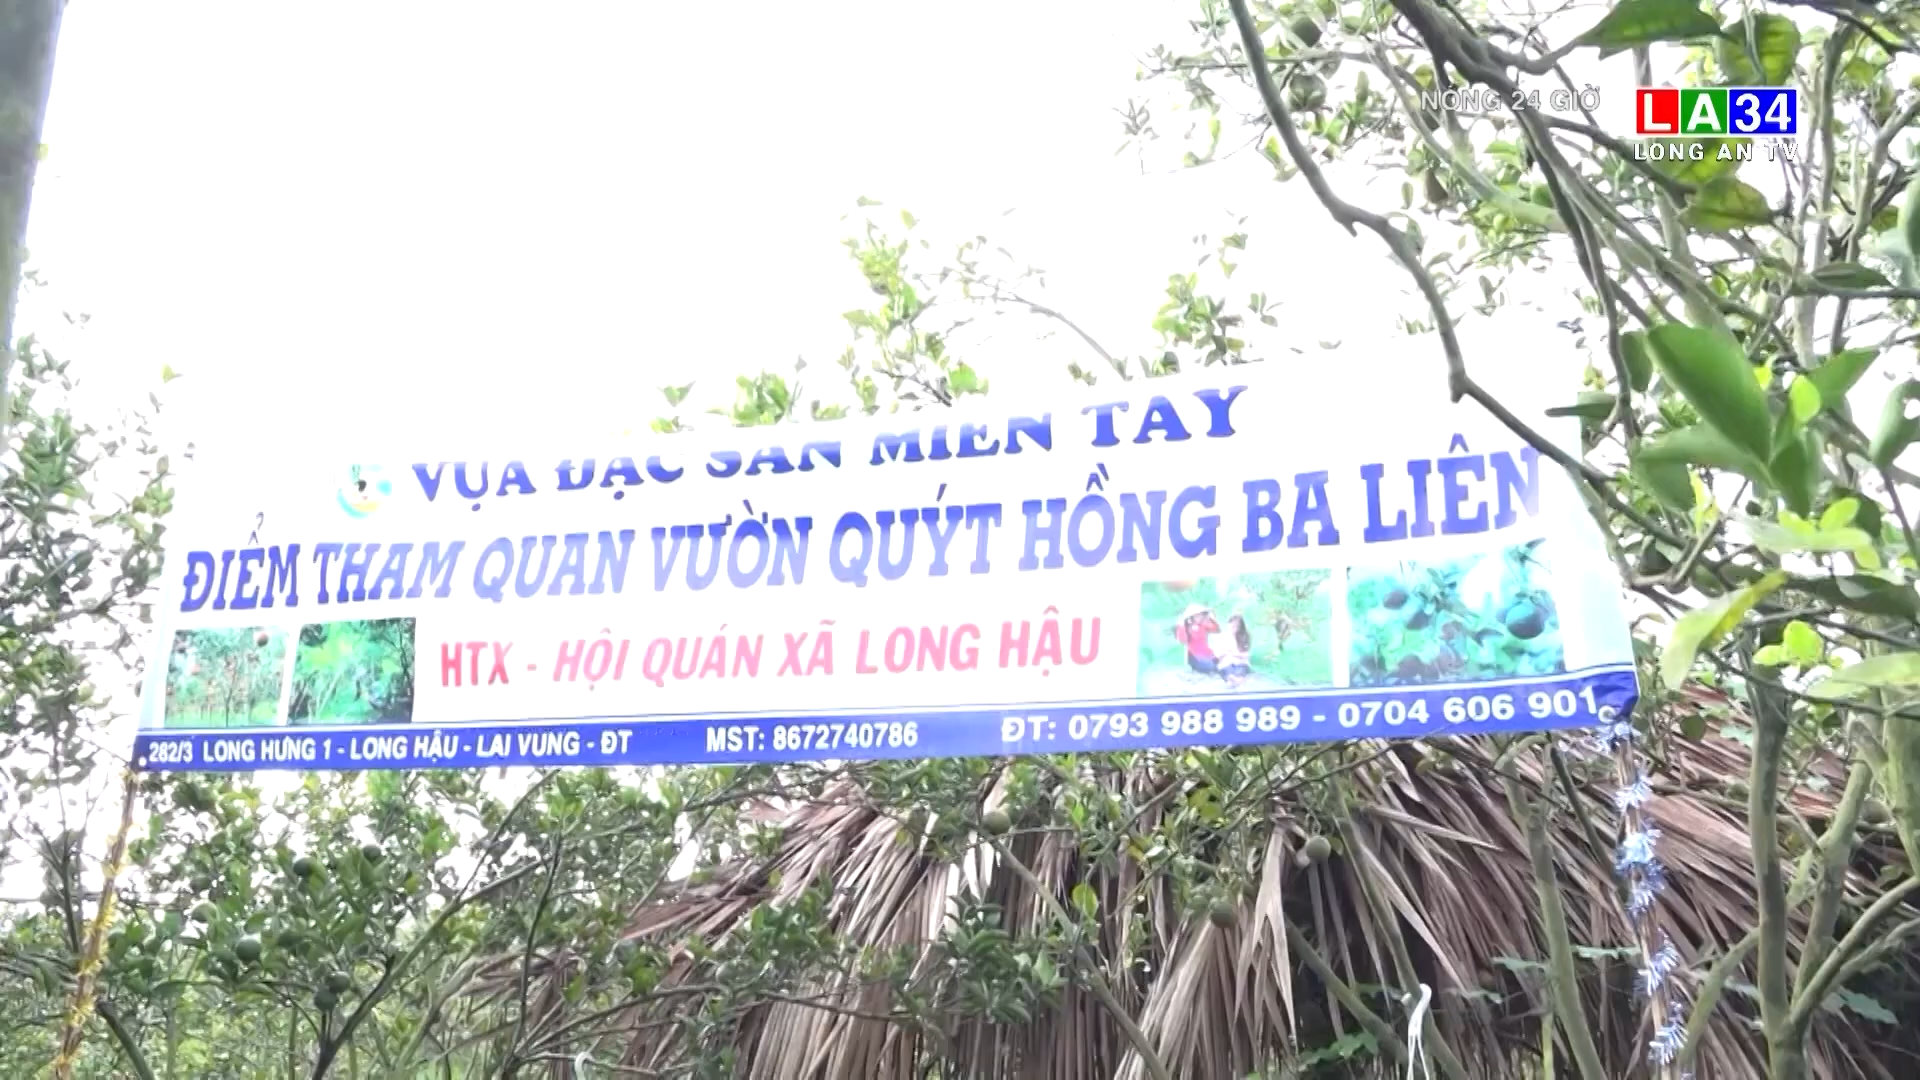 NÓNG 24 GIỜ
LA34
LONG AN TV
VỰA ĐẶC SẢN MIỀN TÂY
ĐIỂM THAM QUAN VƯỜN QUÝT HỒNG BA LIÊN
HTX - HỘI QUÁN XÃ LONG HẬU
282/3 LONG HƯNG 1 - LONG HẬU - LAI VUNG - ĐT MST: 8672740786 ĐT: 0793 988 989 - 0704 606 901